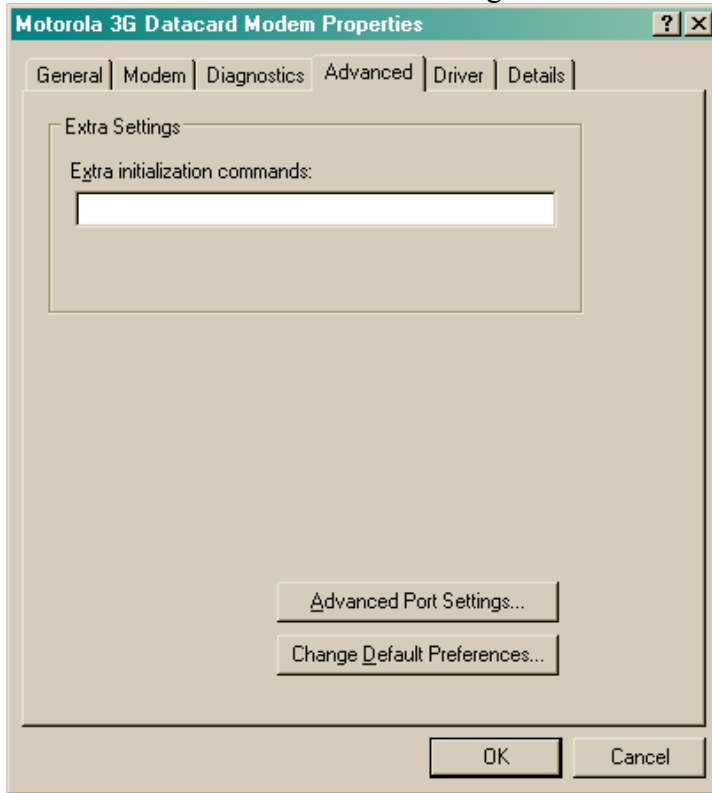 Motorola 3G Datacard Modem Properties
General Modem Diagnostics Advanced Driver Details
Extra Settings
Extra initialization commands:
Advanced Port Settings...
Change Default Preferences...
OK Cancel